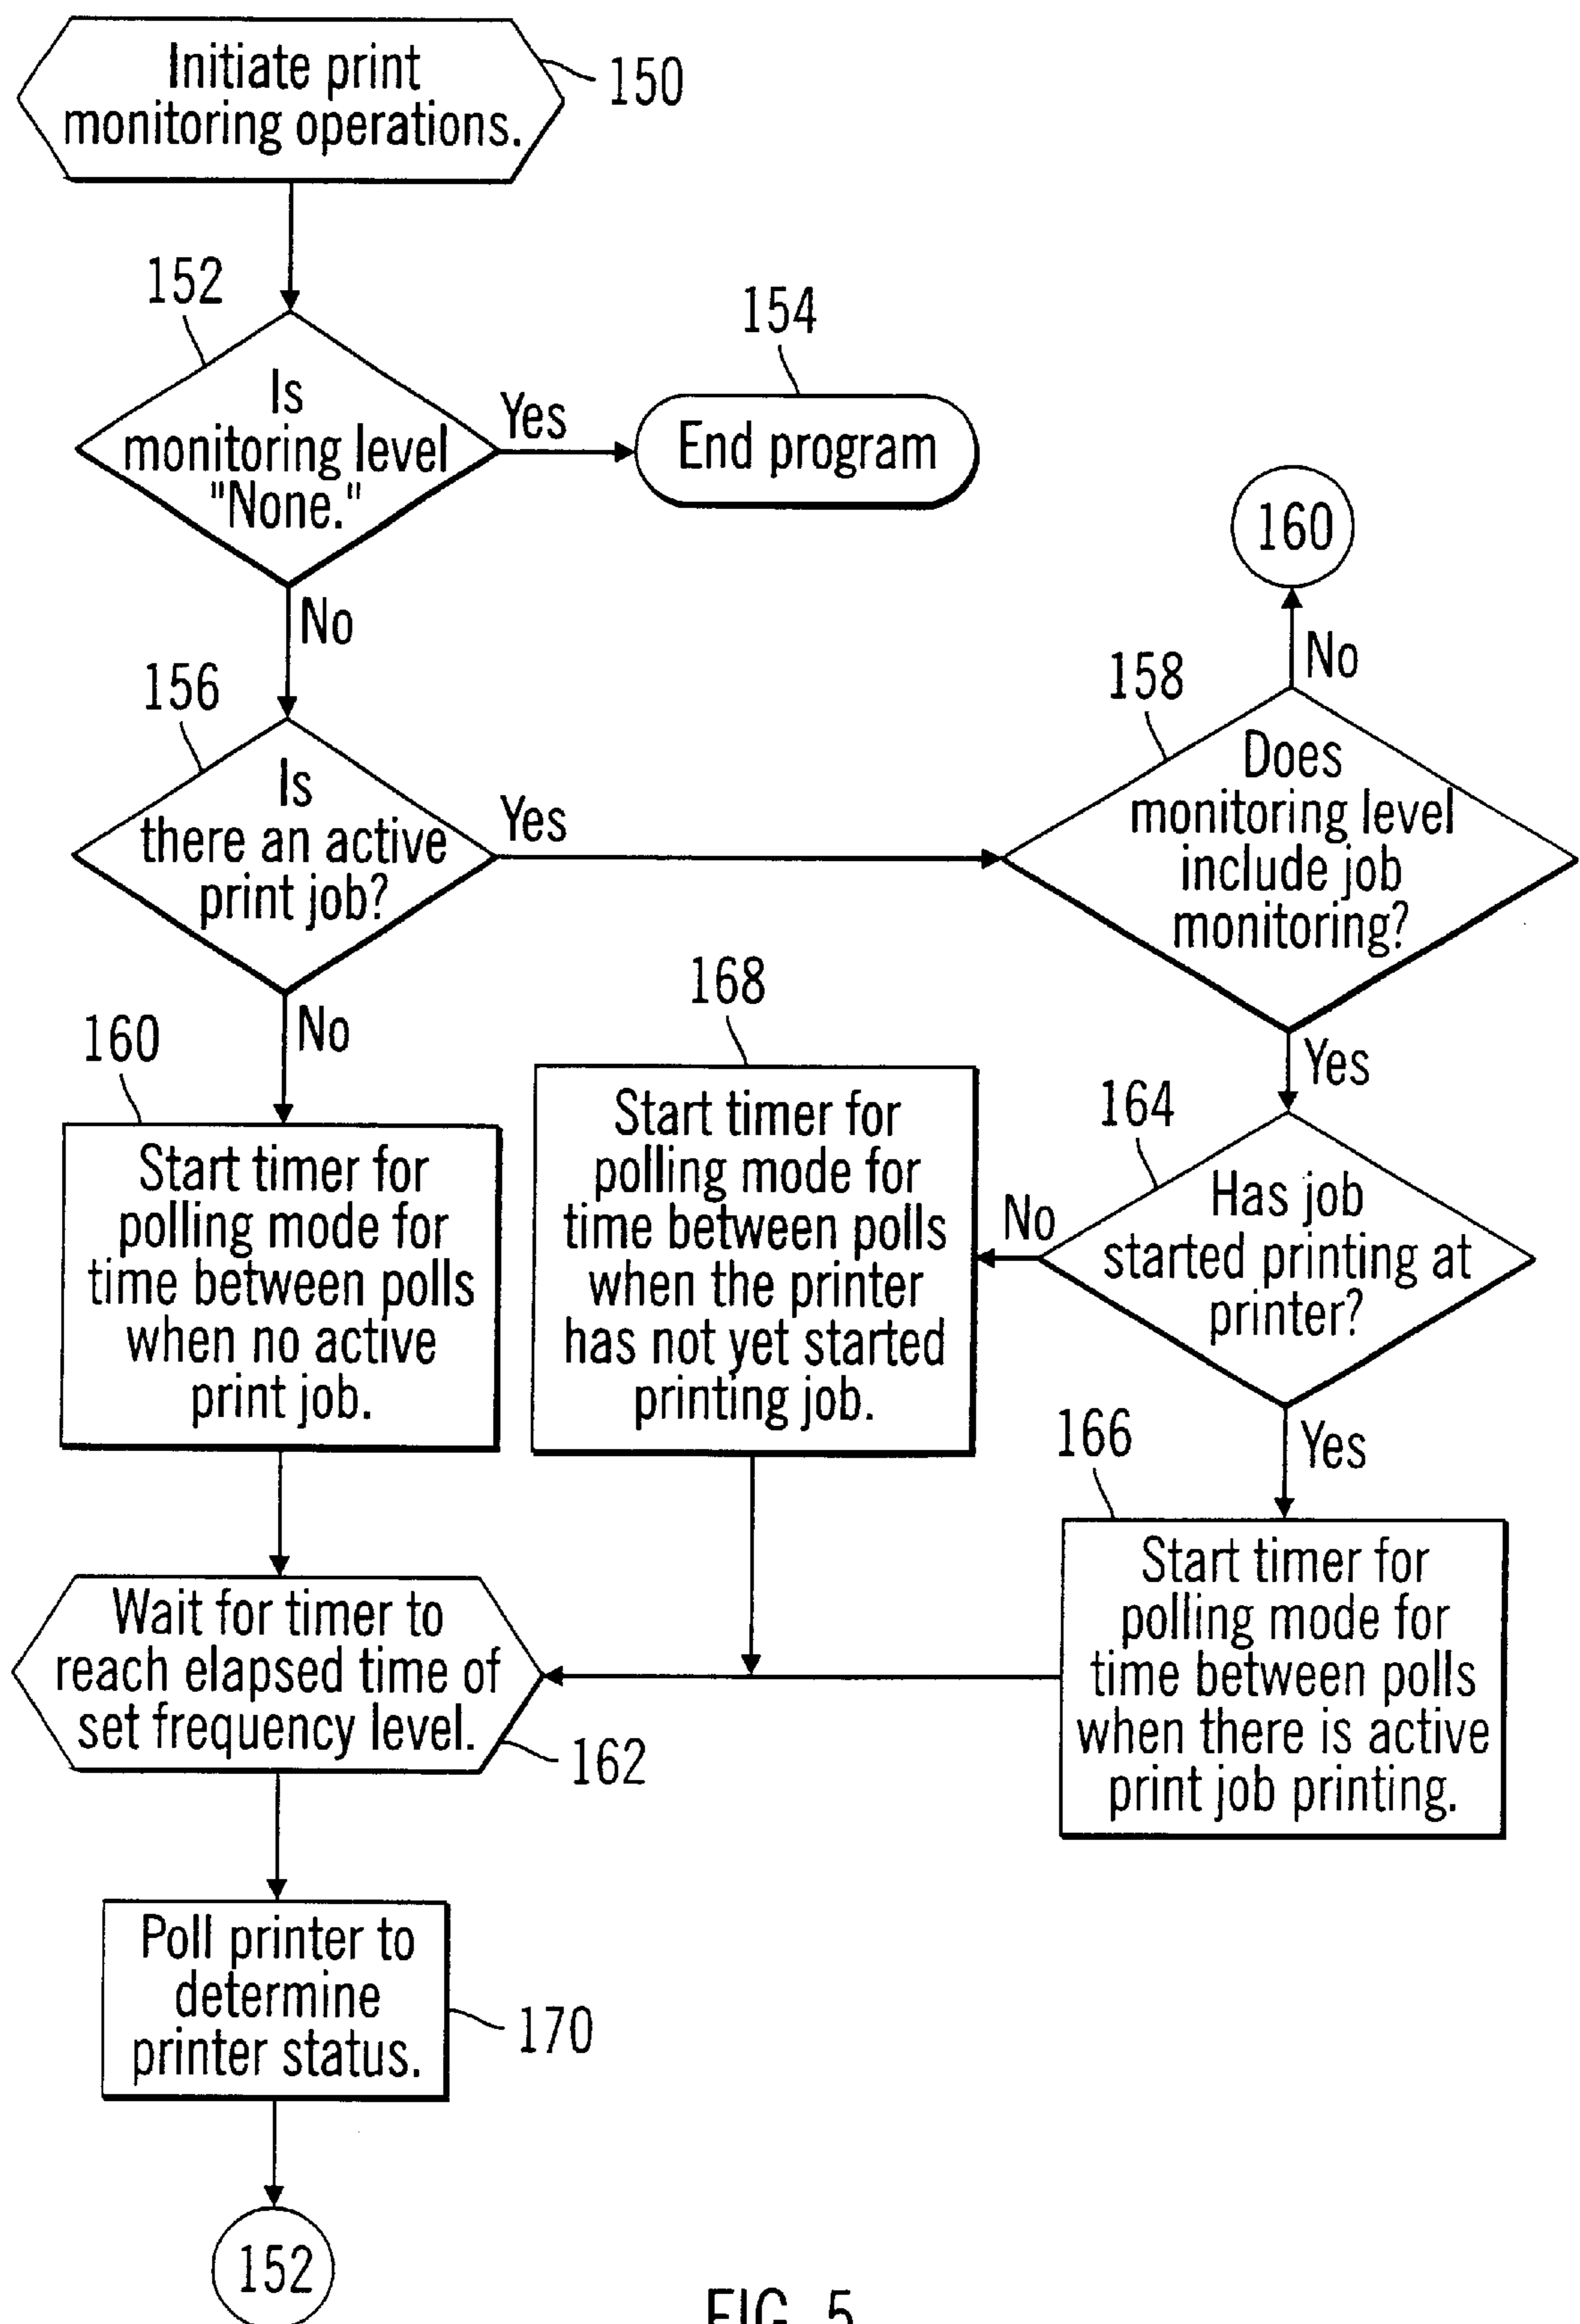 Initiate print
monitoring operations.
150
152
Is
monitoring level
"None."
Yes
154
End program
No
156
Is
there an active
print job?
Yes
160
No
158
Does
monitoring level
include job
monitoring?
No
160
Start timer for
polling mode for
time between polls
when no active
print job.
168
Start timer for
polling mode for
time between polls
when the printer
has not yet started
printing job.
Yes
164
Has job
started printing at
printer?
No
Yes
166
Start timer for
polling mode for
time between polls
when there is active
print job printing.
Wait for timer to
reach elapsed time of
set frequency level.
162
Poll printer to
determine
printer status.
170
152
FIG. 5